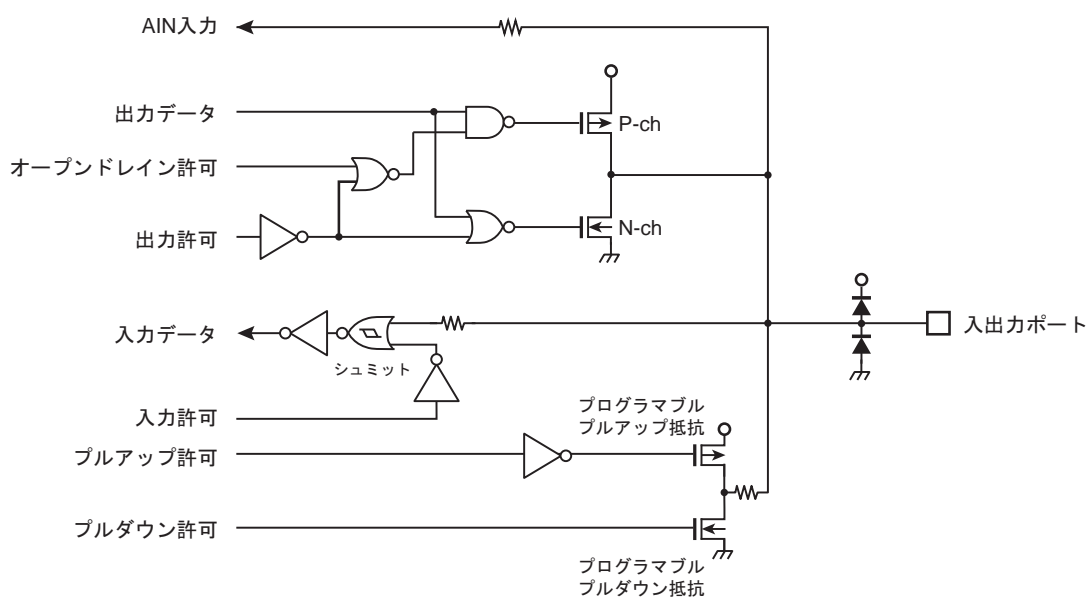 AIN入力
出力データ
P-ch
オープンドレイン許可
N-ch
出力許可
入力データ
シュミット
入出力ポート
入力許可
プログラマブル
プルアップ抵抗
プルアップ許可
プルダウン許可
プログラマブル
プルダウン抵抗